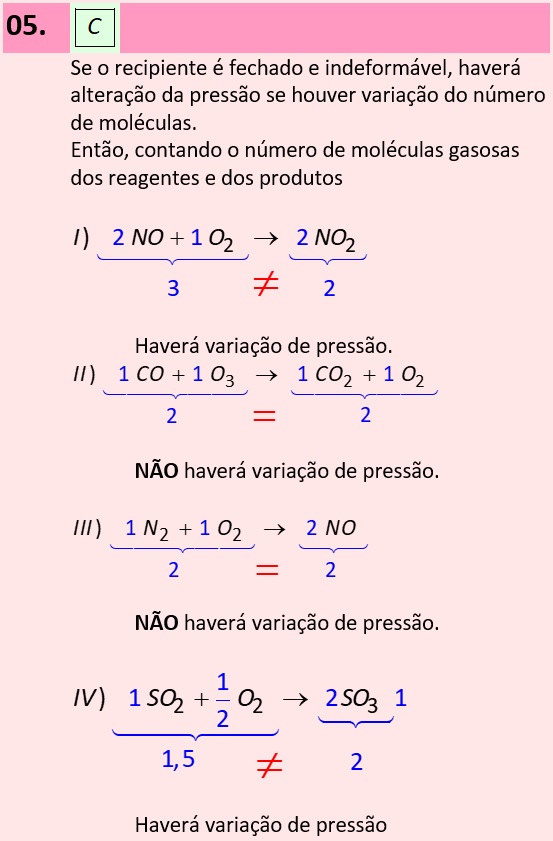 05. C
Se o recipiente é fechado e indeformável, haverá
alteração da pressão se houver variação do número
de moléculas.
Então, contando o número de moléculas gasosas
dos reagentes e dos produtos
I) 2 NO + 1 O₂ → 2 NO₂
3 ≠ 2
Haverá variação de pressão.
II) 1 CO + 1 O₃ → 1 CO₂ + 1 O₂
2 = 2
NÃO haverá variação de pressão.
III) 1 N₂ + 1 O₂ → 2 NO
2 = 2
NÃO haverá variação de pressão.
IV) 1 SO₂ + 1/2 O₂ → 2SO₃ 1
1,5 ≠ 2
Haverá variação de pressão